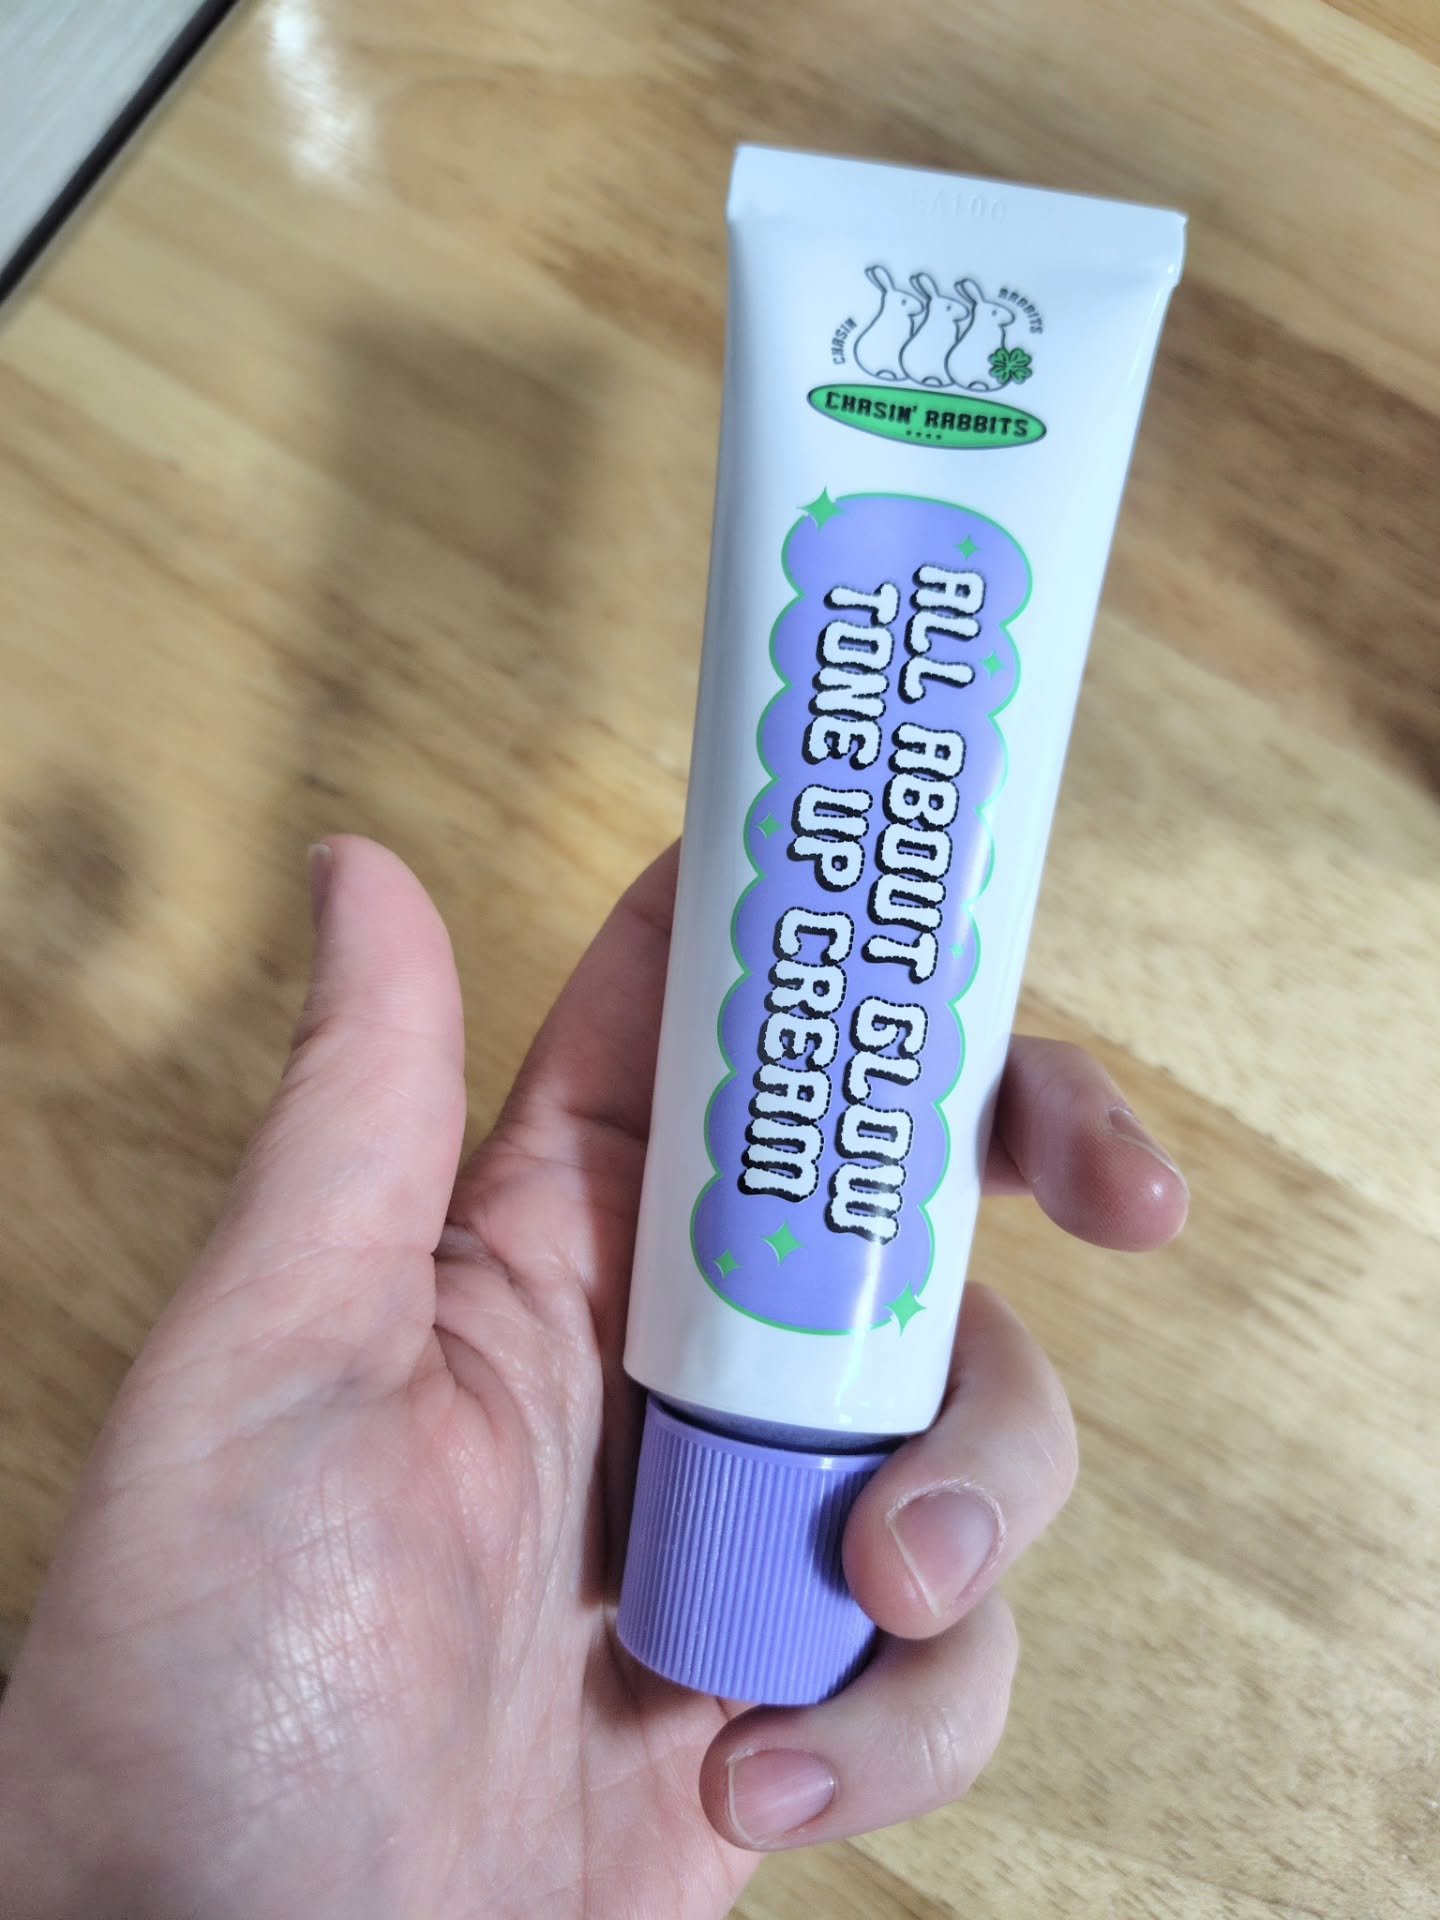 CHASIN
RABBITS
CHASIN' RABBITS
ALL ABOUT GLOW
TONE UP CREAM